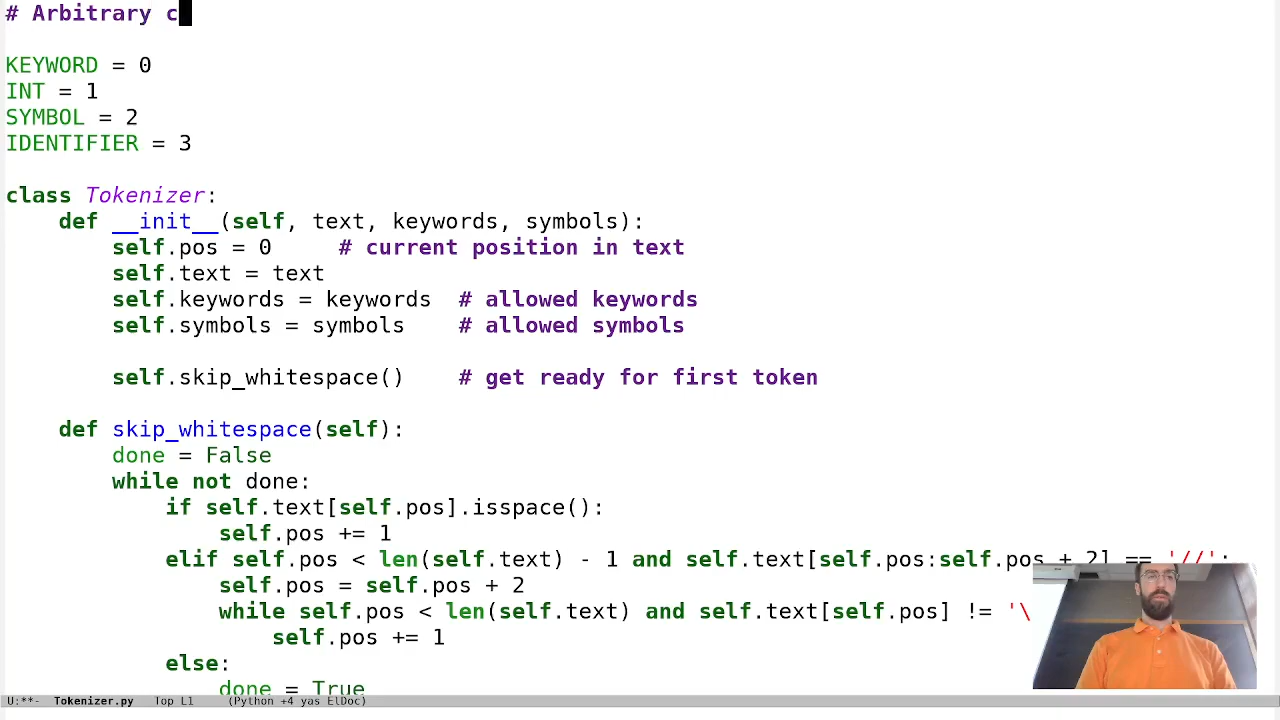 # Arbitrary c
KEYWORD = 0
INT = 1
SYMBOL = 2
IDENTIFIER = 3
class Tokenizer:
def __init__(self, text, keywords, symbols):
self.pos = 0     # current position in text
self.text = text
self.keywords = keywords  # allowed keywords
self.symbols = symbols    # allowed symbols
self.skip_whitespace()    # get ready for first token
def skip_whitespace(self):
done = False
while not done:
if self.text[self.pos].isspace():
self.pos += 1
elif self.pos < len(self.text) - 1 and self.text[self.pos:self.pos + 2] == '//':
self.pos = self.pos + 2
while self.pos < len(self.text) and self.text[self.pos] != '\
self.pos += 1
else:
done = True
U:**-  Tokenizer.py   Top L1    (Python +4 yas ElDoc)